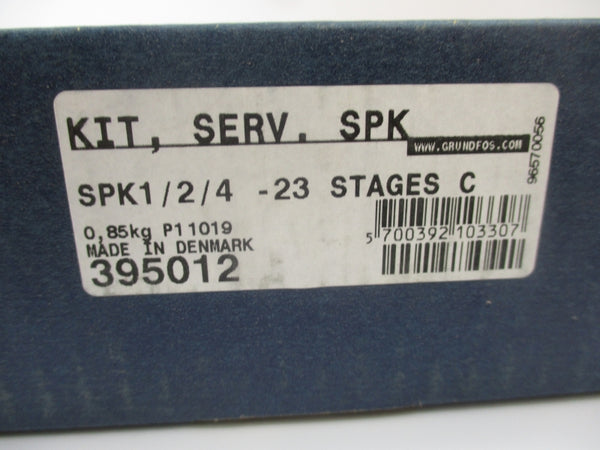 KIT, SERV. SPK
WWW.GRUNDFOS.COM
96570056
SPK1/2/4 -23 STAGES C
0,85kg P11019
MADE IN DENMARK
395012
5 700392 103307